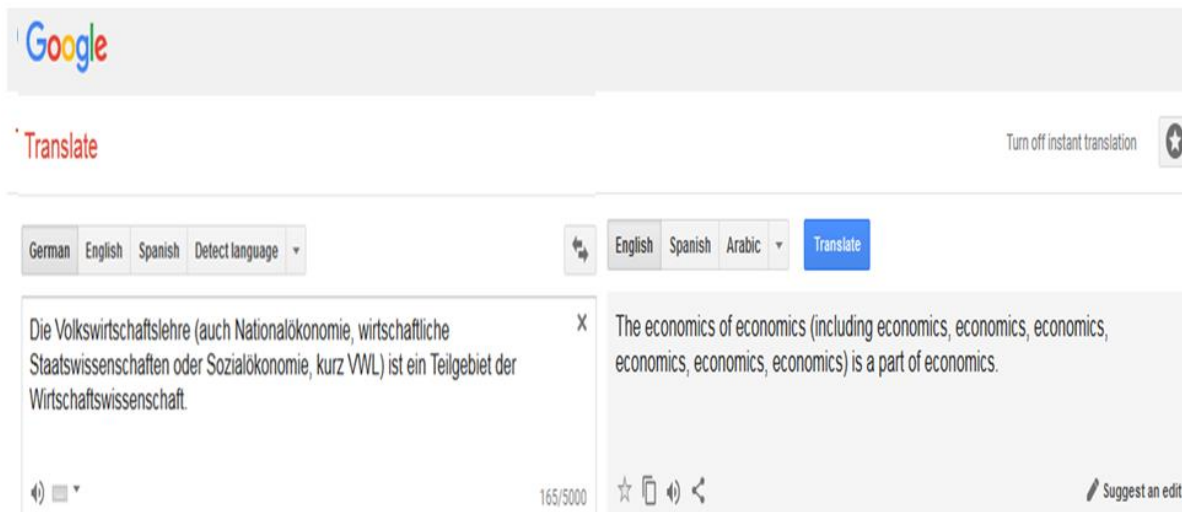 Google
Translate
Turn off instant translation
German English Spanish Detect language
English Spanish Arabic Translate
Die Volkswirtschaftslehre (auch Nationalökonomie, wirtschaftliche
Staatswissenschaften oder Sozialökonomie, kurz VWL) ist ein Teilgebiet der
Wirtschaftswissenschaft.
X
165/5000
The economics of economics (including economics, economics, economics,
economics, economics, economics) is a part of economics.
Suggest an edit